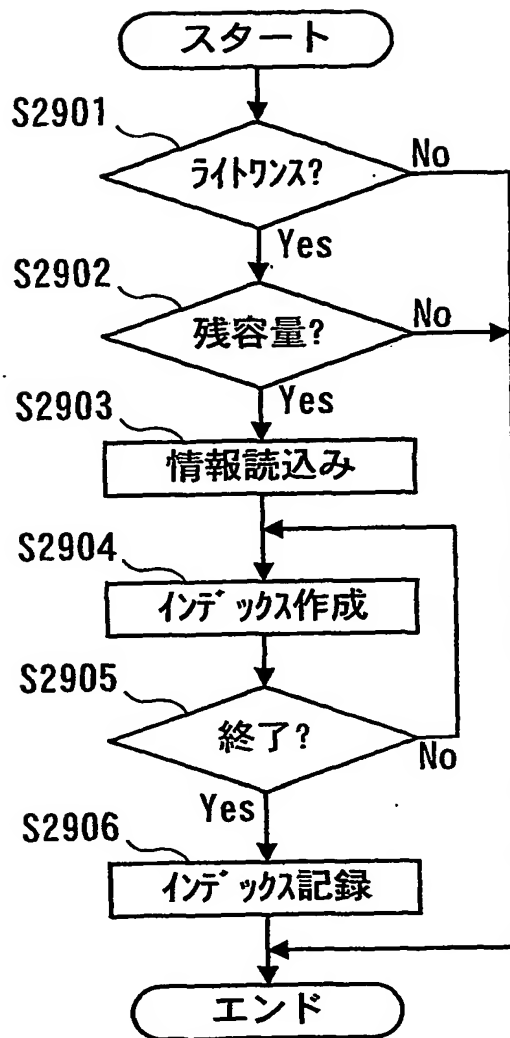 スタート
S2901
ライトワンス?
No
Yes
S2902
残容量?
No
Yes
S2903
情報読込み
S2904
インデックス作成
S2905
終了?
No
Yes
S2906
インデックス記録
エンド